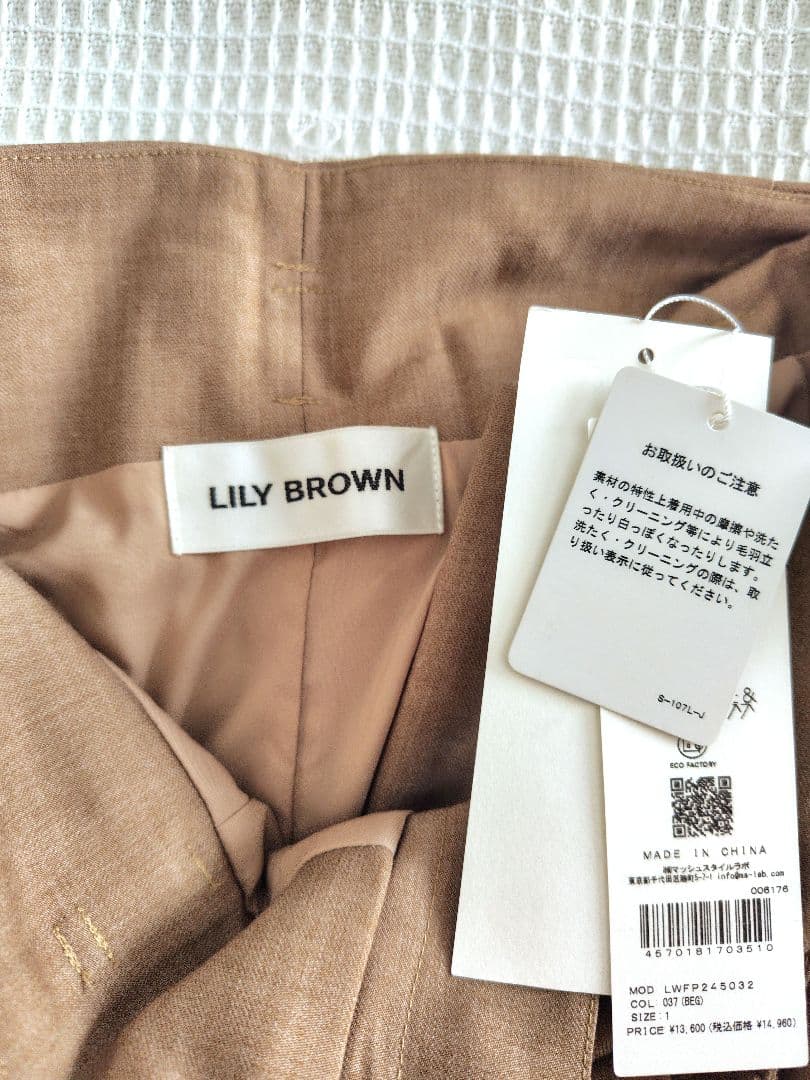 LILY BROWN
お取扱いのご注意
素材の特性上着用中の摩擦や洗た
く・クリーニング等により毛羽立
ったり白っぽくなったりします。
洗たく・クリーニングの際は、取
り扱い表示に従ってください。
S-107L-J
ECO FACTORY
MADE IN CHINA
㈱マッシュスタイルラボ
東京都千代田区麹町5-7-1 info@ms-lab.com
006176
4570181703510
MOD LWFP245032
COL 037(BEG)
SIZE:1
PRICE ¥13,600(税込価格 ¥14,960)